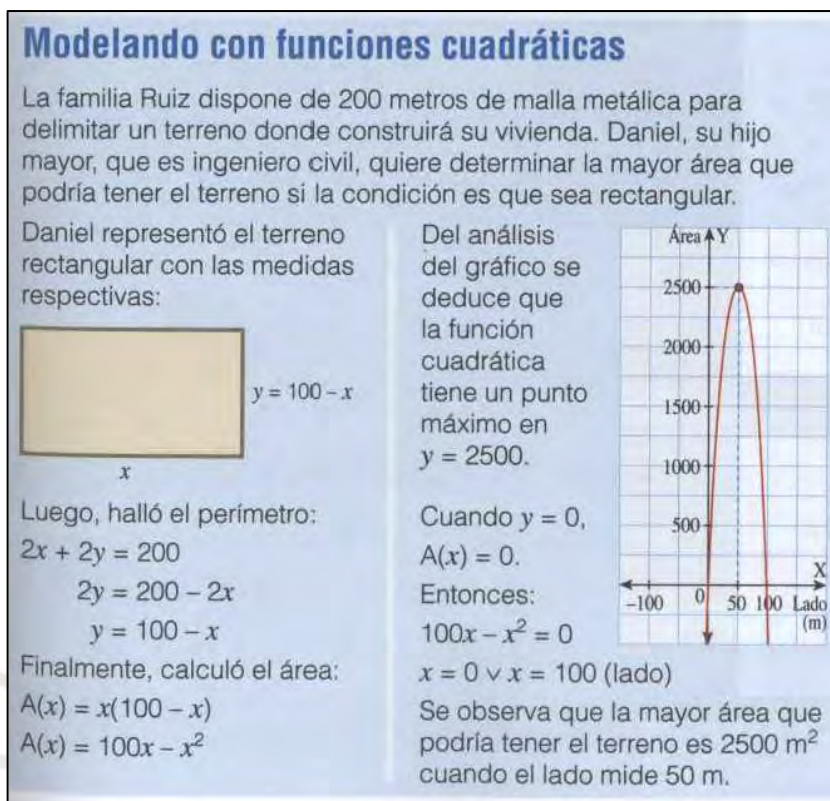 Modelando con funciones cuadráticas
La familia Ruiz dispone de 200 metros de malla metálica para
delimitar un terreno donde construirá su vivienda. Daniel, su hijo
mayor, que es ingeniero civil, quiere determinar la mayor área que
podría tener el terreno si la condición es que sea rectangular.
Daniel representó el terreno
rectangular con las medidas
respectivas:
y = 100 – x
x
Luego, halló el perímetro:
2x + 2y = 200
2y = 200 – 2x
y = 100 – x
Finalmente, calculó el área:
A(x) = x(100 – x)
A(x) = 100x – x²
Del análisis
del gráfico se
deduce que
la función
cuadrática
tiene un punto
máximo en
y = 2500.
Cuando y = 0,
A(x) = 0.
Entonces:
100x – x² = 0
x = 0 ∨ x = 100 (lado)
Se observa que la mayor área que
podría tener el terreno es 2500 m²
cuando el lado mide 50 m.
Área Y
2500
2000
1500
1000
500
X
–100 0 50 100 Lado
(m)